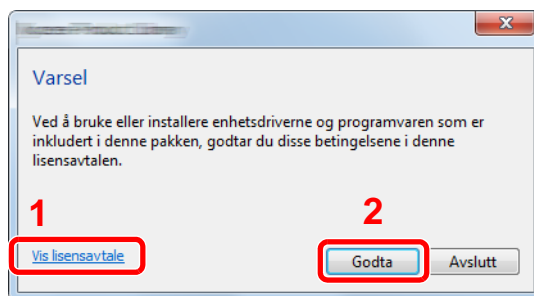 Varsel
Ved å bruke eller installere enhetsdriverne og programvaren som er
inkludert i denne pakken, godtar du disse betingelsene i denne
lisensavtalen.
1
2
Vis lisensavtale
Godta
Avslutt